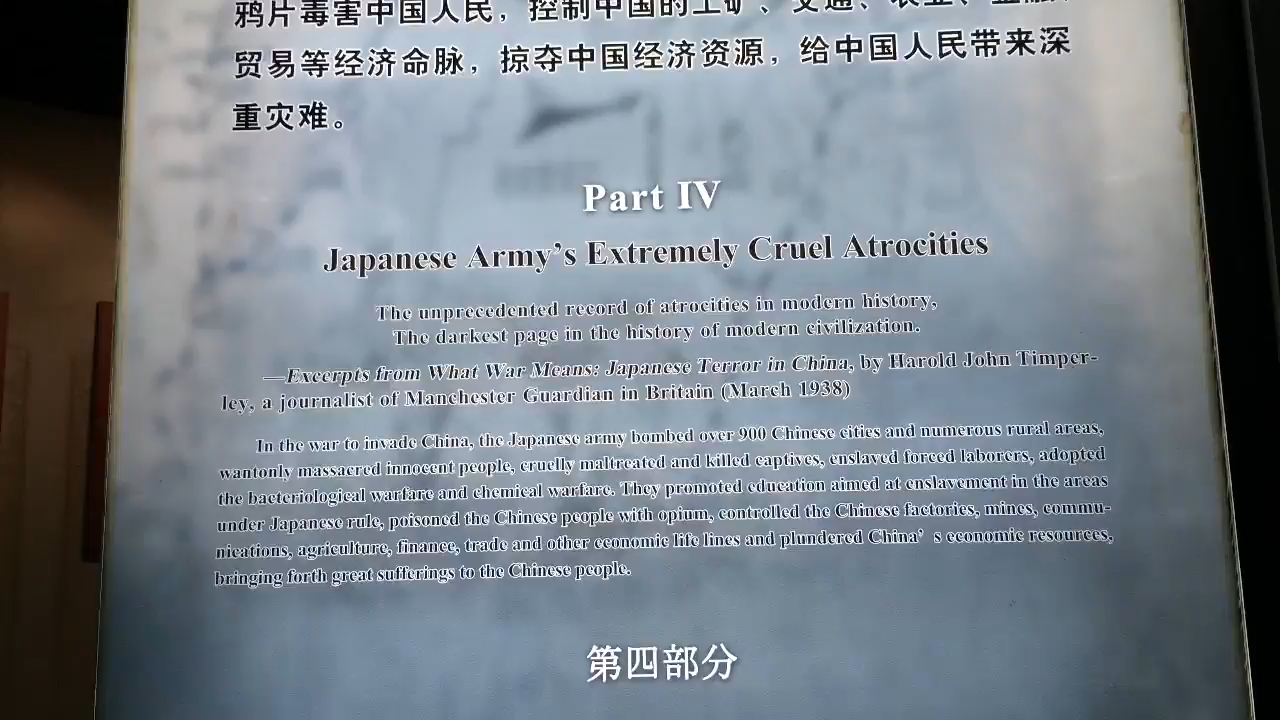 鸦片毒害中国人民，控制中国的工矿、交通、农业、金融、
贸易等经济命脉，掠夺中国经济资源，给中国人民带来深
重灾难。
Part IV
Japanese Army’s Extremely Cruel Atrocities
The unprecedented record of atrocities in modern history,
The darkest page in the history of modern civilization.
—Excerpts from What War Means: Japanese Terror in China, by Harold John Timper-
ley, a journalist of Manchester Guardian in Britain (March 1938)
In the war to invade China, the Japanese army bombed over 900 Chinese cities and numerous rural areas,
wantonly massacred innocent people, cruelly maltreated and killed captives, enslaved forced laborers, adopted
the bacteriological warfare and chemical warfare. They promoted education aimed at enslavement in the areas
under Japanese rule, poisoned the Chinese people with opium, controlled the Chinese factories, mines, commu-
nications, agriculture, finance, trade and other economic life lines and plundered China’ s economic resources,
bringing forth great sufferings to the Chinese people.
第四部分